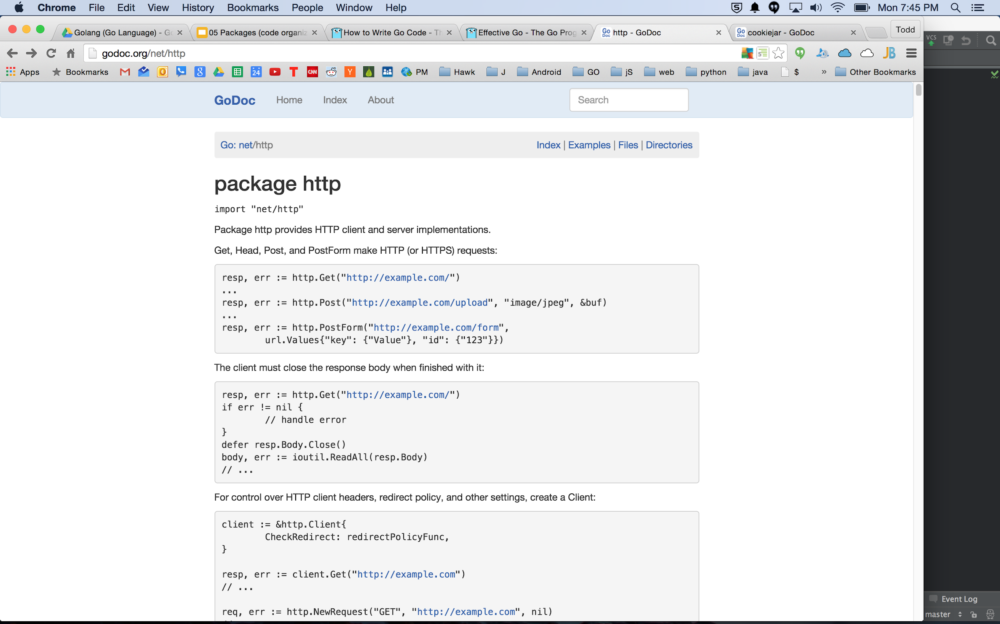 Chrome File Edit View History Bookmarks People Window Help Mon 7:45 PM
Golang (Go Language) - Go 05 Packages (code organiz How to Write Go Code - Th Effective Go - The Go Prog http - GoDoc cookiejar - GoDoc Todd
godoc.org/net/http
Apps Bookmarks 24 CNN PM Hawk J Android GO jS web python java $ » Other Bookmarks
VCS
GoDoc Home Index About Search
Go: net/http Index | Examples | Files | Directories
package http
import "net/http"
Package http provides HTTP client and server implementations.
Get, Head, Post, and PostForm make HTTP (or HTTPS) requests:
resp, err := http.Get("http://example.com/")
...
resp, err := http.Post("http://example.com/upload", "image/jpeg", &buf)
...
resp, err := http.PostForm("http://example.com/form",
url.Values{"key": {"Value"}, "id": {"123"}})
The client must close the response body when finished with it:
resp, err := http.Get("http://example.com/")
if err != nil {
// handle error
}
defer resp.Body.Close()
body, err := ioutil.ReadAll(resp.Body)
// ...
For control over HTTP client headers, redirect policy, and other settings, create a Client:
client := &http.Client{
CheckRedirect: redirectPolicyFunc,
}
resp, err := client.Get("http://example.com")
// ...
req, err := http.NewRequest("GET", "http://example.com", nil)
Event Log
master